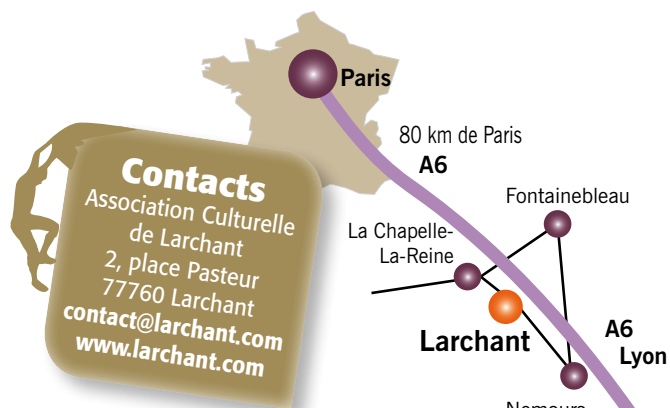 Paris
80 km de Paris
A6
Fontainebleau
La Chapelle-
La-Reine
Larchant
A6
Lyon
Nemours
Contacts
Association Culturelle
de Larchant
2, place Pasteur
77760 Larchant
contact@larchant.com
www.larchant.com